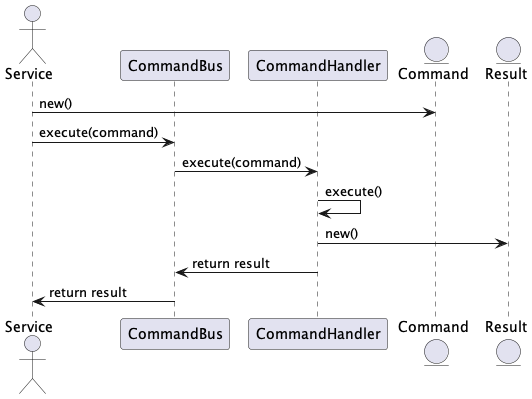 Service
CommandBus
CommandHandler
Command
Result
new()
execute(command)
execute(command)
execute()
new()
return result
return result
Service
CommandBus
CommandHandler
Command
Result